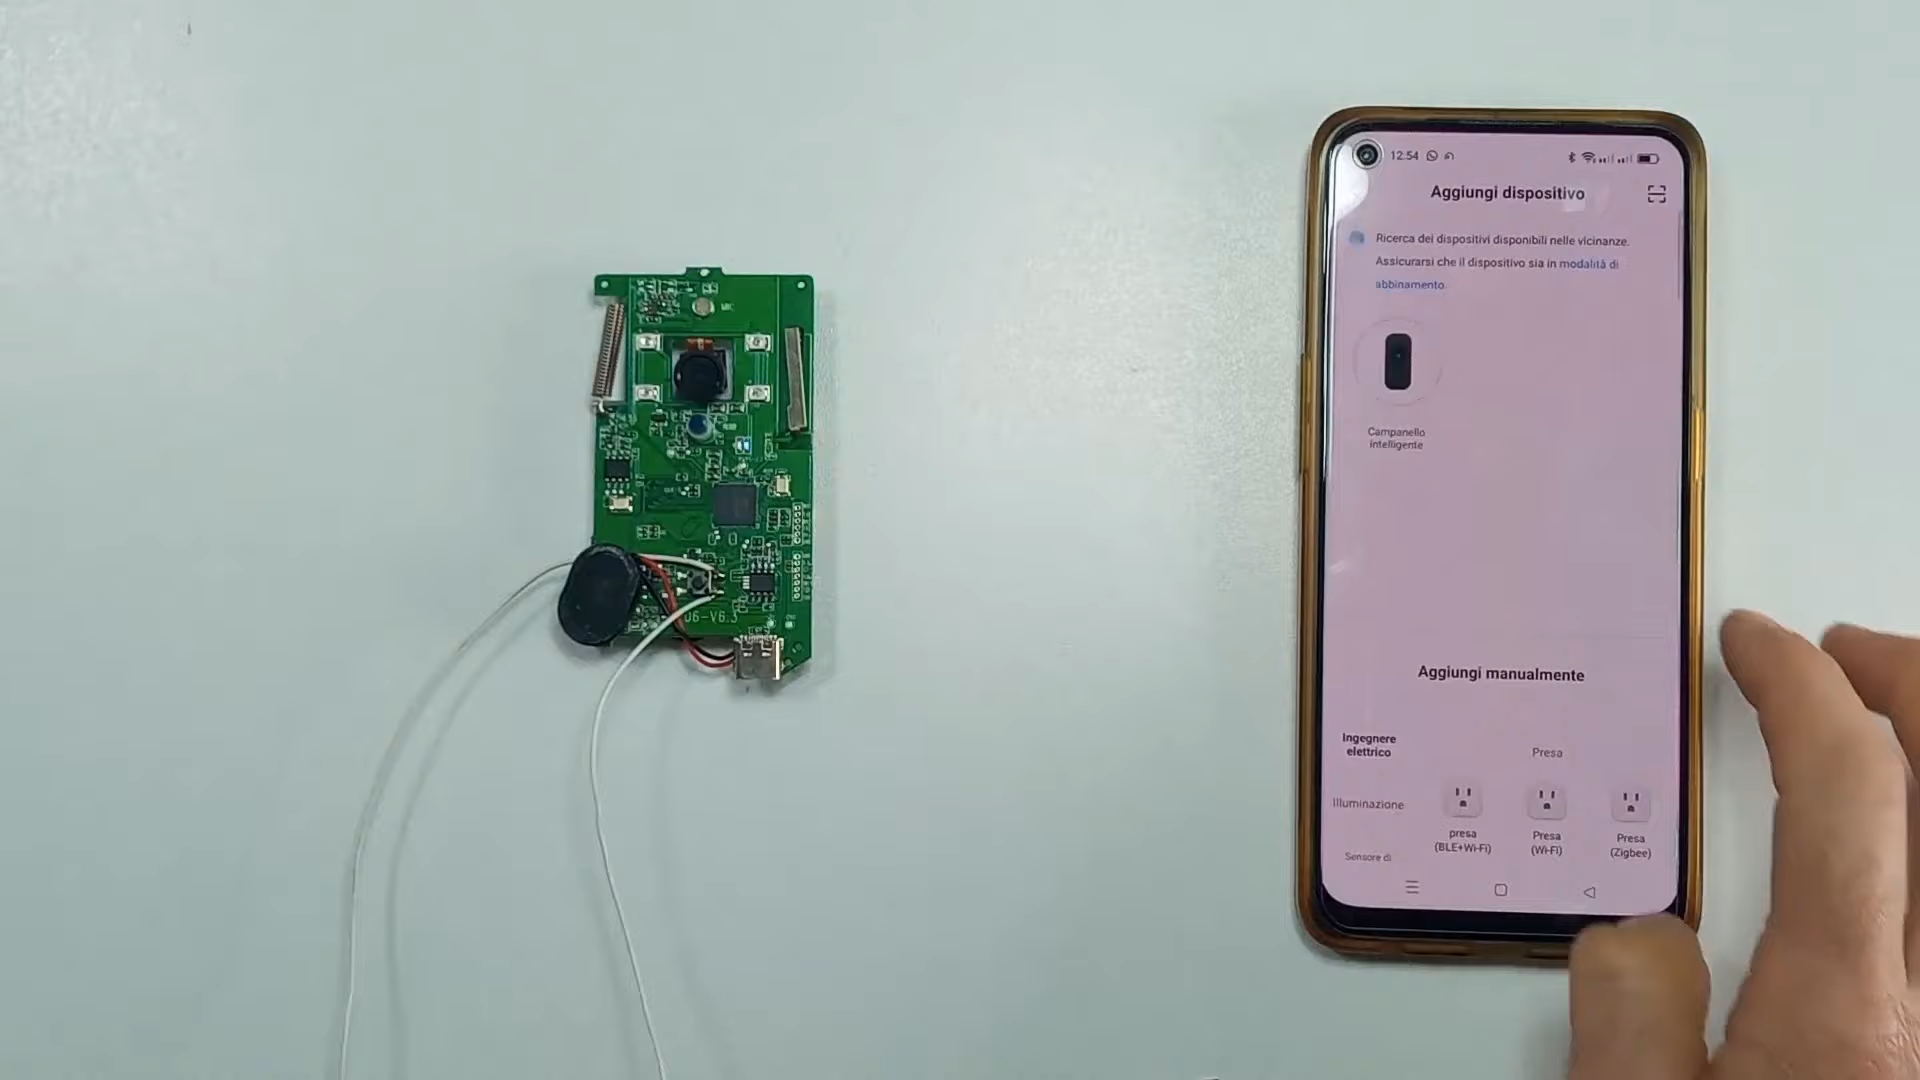 12.54
Aggiungi dispositivo
Ricerca dei dispositivi disponibili nelle vicinanze.
Assicurarsi che il dispositivo sia in modalità di
abbinamento.
Campanello
intelligente
Aggiungi manualmente
Ingegnere
elettrico
Presa
Illuminazione
presa
(BLE+Wi-Fi)
Presa
(Wi-Fi)
Presa
(Zigbee)
Sensore di
MIC